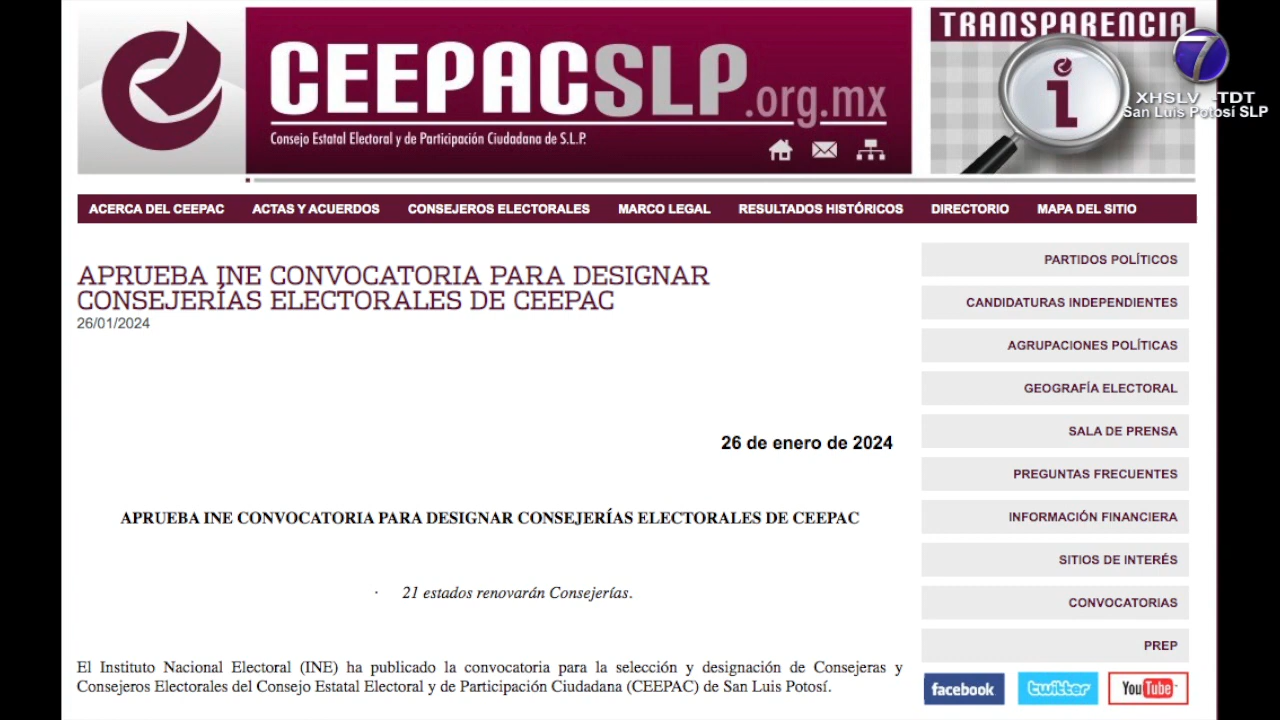 CEEPACSLP.org.mx
Consejo Estatal Electoral y de Participación Ciudadana de S.L.P.
TRANSPARENCIA
i
7
XHSLV -TDT
San Luis Potosí SLP
ACERCA DEL CEEPAC ACTAS Y ACUERDOS CONSEJEROS ELECTORALES MARCO LEGAL RESULTADOS HISTÓRICOS DIRECTORIO MAPA DEL SITIO
APRUEBA INE CONVOCATORIA PARA DESIGNAR
CONSEJERÍAS ELECTORALES DE CEEPAC
26/01/2024
26 de enero de 2024
APRUEBA INE CONVOCATORIA PARA DESIGNAR CONSEJERÍAS ELECTORALES DE CEEPAC
· 21 estados renovarán Consejerías.
El Instituto Nacional Electoral (INE) ha publicado la convocatoria para la selección y designación de Consejeras y
Consejeros Electorales del Consejo Estatal Electoral y de Participación Ciudadana (CEEPAC) de San Luis Potosí.
PARTIDOS POLÍTICOS
CANDIDATURAS INDEPENDIENTES
AGRUPACIONES POLÍTICAS
GEOGRAFÍA ELECTORAL
SALA DE PRENSA
PREGUNTAS FRECUENTES
INFORMACIÓN FINANCIERA
SITIOS DE INTERÉS
CONVOCATORIAS
PREP
facebook twitter YouTube